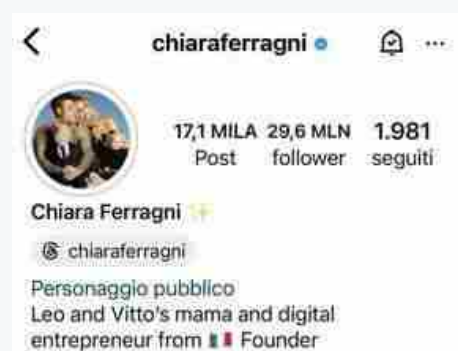 chiaraferragni
17,1 MILA 29,6 MLN 1.981
Post follower seguiti
Chiara Ferragni
chiaraferragni
Personaggio pubblico
Leo and Vitto's mama and digital
entrepreneur from 🇮🇹 Founder